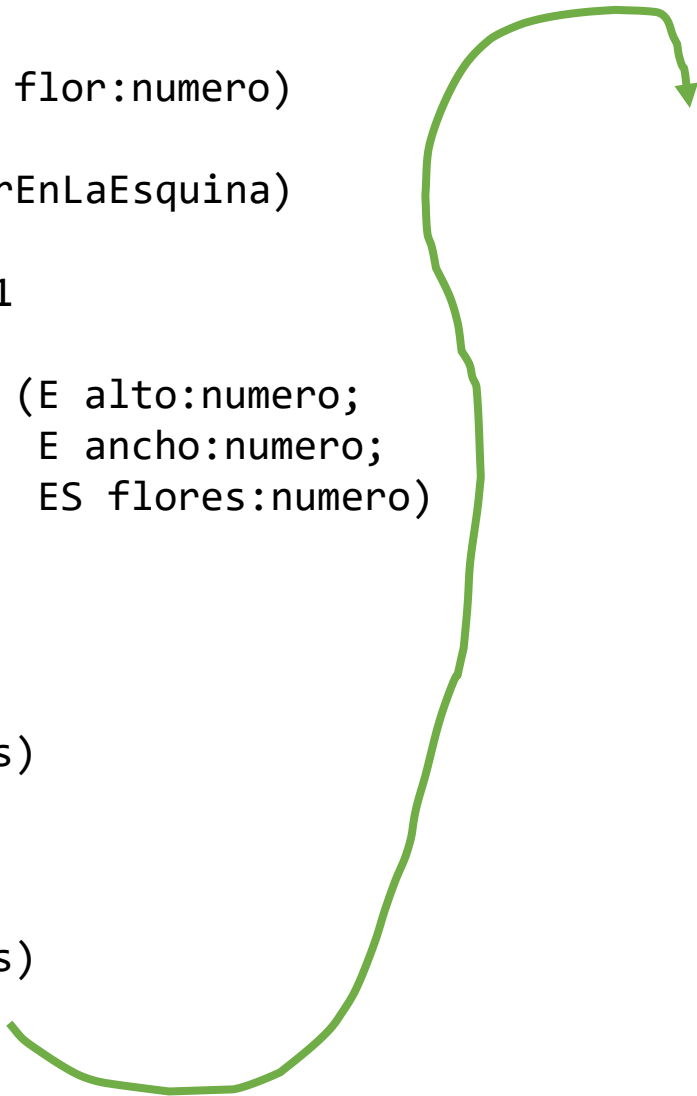 flor:numero)
rEnLaEsquina)
1
(E alto:numero;
E ancho:numero;
ES flores:numero)
s)
s)